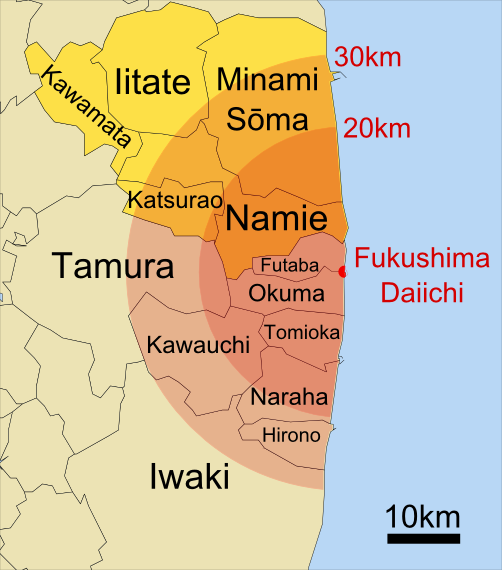 30km
Iitate
Minami
Sōma
Kawamata
20km
Katsurao
Namie
Tamura
Futaba
Fukushima
Daiichi
Okuma
Tomioka
Kawauchi
Naraha
Hirono
Iwaki
10km